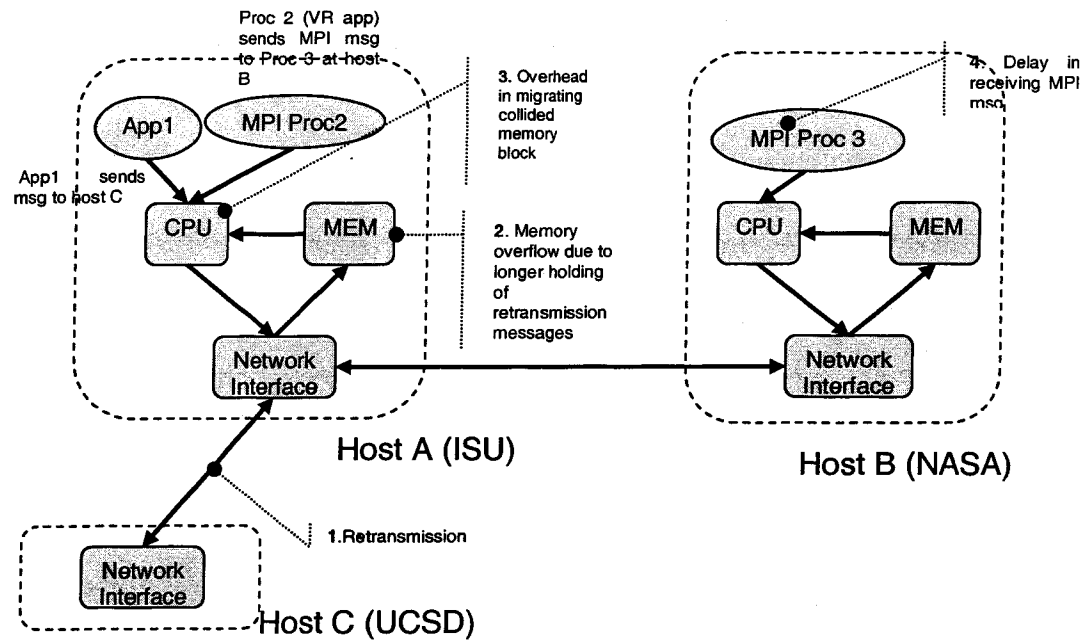 Proc 2 (VR app)
sends MPI msg
to Proc 3 at host
B
App1
MPI Proc2
App1 sends
msg to host C
CPU
MEM
Network
Interface
Host A (ISU)
3. Overhead
in migrating
collided
memory
block
2. Memory
overflow due to
longer holding
of
retransmission
messages
4. Delay in
receiving MPI
msg
MPI Proc 3
CPU
MEM
Network
Interface
Host B (NASA)
1.Retransmission
Network
Interface
Host C (UCSD)